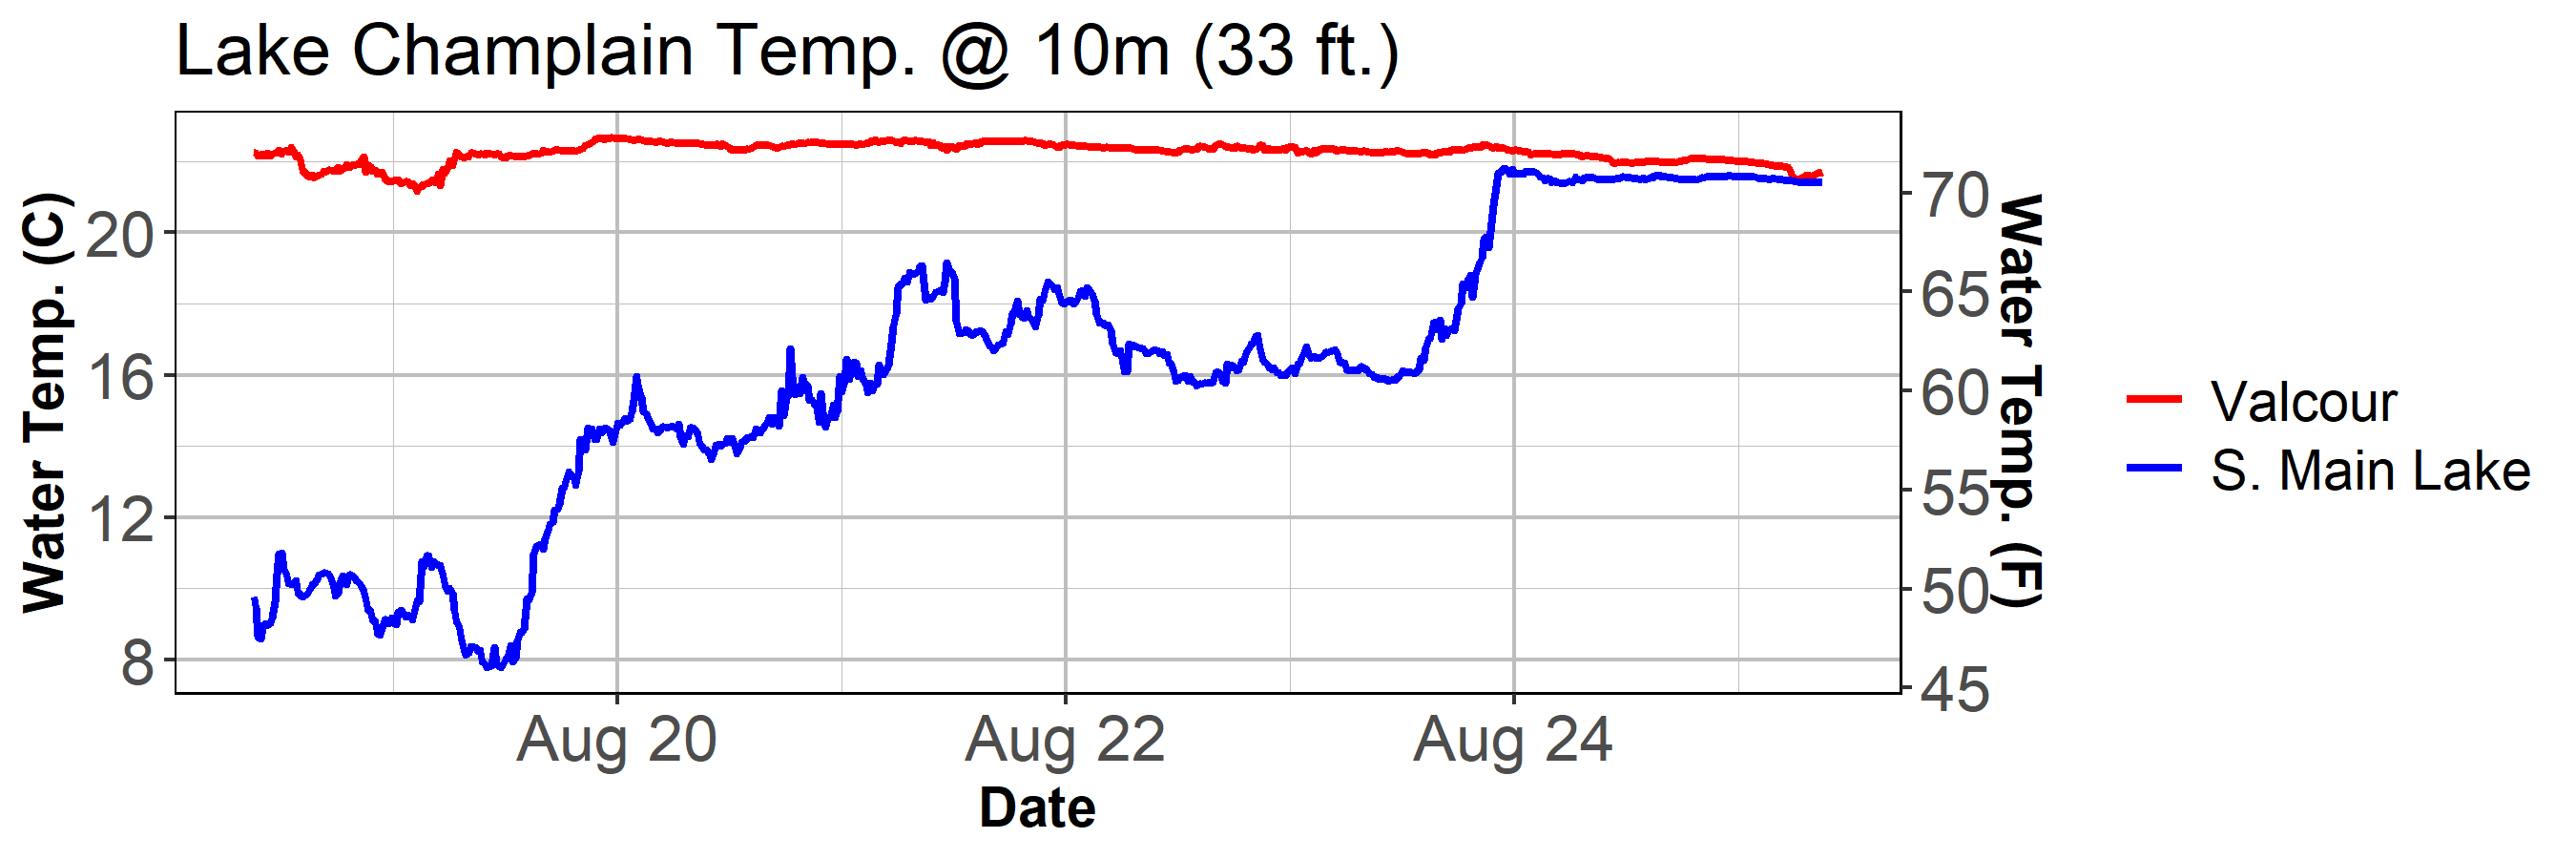 Lake Champlain Temp. @ 10m (33 ft.)
Water Temp. (C)
20
16
12
8
70
65
60
55
50
45
Water Temp. (F)
Aug 20
Aug 22
Aug 24
Date
Valcour
S. Main Lake